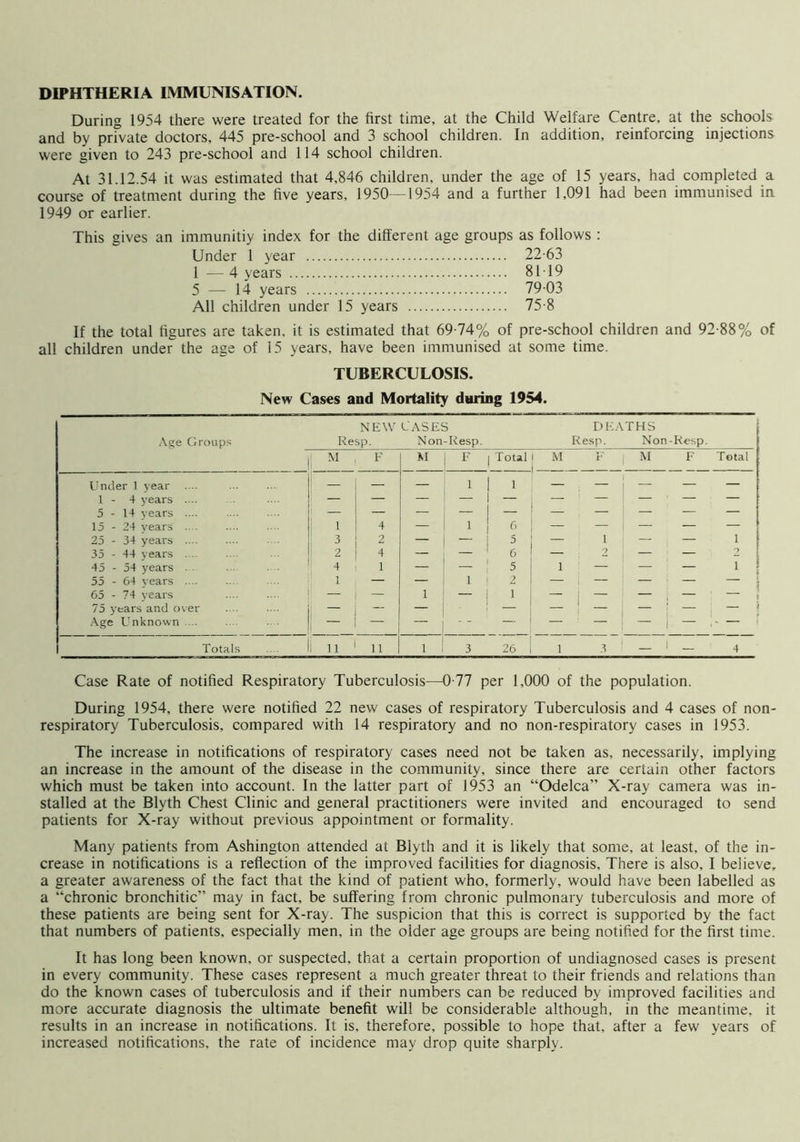 DIPHTHERIA IMMUNISATION.
During 1954 there were treated for the first time, at the Child Welfare Centre, at the schools
and by private doctors, 445 pre-school and 3 school children. In addition, reinforcing injections
were given to 243 pre-school and 114 school children.
At 31.12.54 it was estimated that 4,846 children, under the age of 15 years, had completed a
course of treatment during the five years, 1950—1954 and a further 1,091 had been immunised in
1949 or earlier.
This gives an immunitiy index for the different age groups as follows :
Under 1 year .................................... 22·63
1 — 4 years ....................................... 81·19
5 — 14 years .................................... 79·03
All children under 15 years .................. 75·8
If the total figures are taken, it is estimated that 69·74% of pre-school children and 92·88% of
all children under the age of 15 years, have been immunised at some time.
TUBERCULOSIS.
New Cases and Mortality during 1954.
NEW CASES DEATHS
Age Groups Resp. Non-Resp. Resp. Non-Resp.
M F M F Total M F M F Total
Under 1 year .... — — — 1 1 — — — — —
1 - 4 years .... — — — — — — — — — —
5 - 14 years .... — — — — — — — — — —
15 - 24 years .... 1 4 — 1 6 — — — — —
25 - 34 years .... 3 2 — — 5 — 1 — — 1
35 - 44 years .... 2 4 — — 6 — 2 — — 2
45 - 54 years .... 4 1 — — 5 1 — — — 1
55 - 64 years .... 1 — — 1 2 — — — — —
65 - 74 years — — 1 — 1 — — — — —
75 years and over — — — — — — — — — —
Age Unknown .... — — — — — — — — — —
Totals .... 11 11 1 3 26 1 3 — — 4
Case Rate of notified Respiratory Tuberculosis—0·77 per 1,000 of the population.
During 1954, there were notified 22 new cases of respiratory Tuberculosis and 4 cases of non-
respiratory Tuberculosis, compared with 14 respiratory and no non-respiratory cases in 1953.
The increase in notifications of respiratory cases need not be taken as, necessarily, implying
an increase in the amount of the disease in the community, since there are certain other factors
which must be taken into account. In the latter part of 1953 an “Odelca” X-ray camera was in-
stalled at the Blyth Chest Clinic and general practitioners were invited and encouraged to send
patients for X-ray without previous appointment or formality.
Many patients from Ashington attended at Blyth and it is likely that some, at least, of the in-
crease in notifications is a reflection of the improved facilities for diagnosis, There is also, I believe,
a greater awareness of the fact that the kind of patient who, formerly, would have been labelled as
a “chronic bronchitic” may in fact, be suffering from chronic pulmonary tuberculosis and more of
these patients are being sent for X-ray. The suspicion that this is correct is supported by the fact
that numbers of patients, especially men, in the older age groups are being notified for the first time.
It has long been known, or suspected, that a certain proportion of undiagnosed cases is present
in every community. These cases represent a much greater threat to their friends and relations than
do the known cases of tuberculosis and if their numbers can be reduced by improved facilities and
more accurate diagnosis the ultimate benefit will be considerable although, in the meantime, it
results in an increase in notifications. It is, therefore, possible to hope that, after a few years of
increased notifications, the rate of incidence may drop quite sharply.